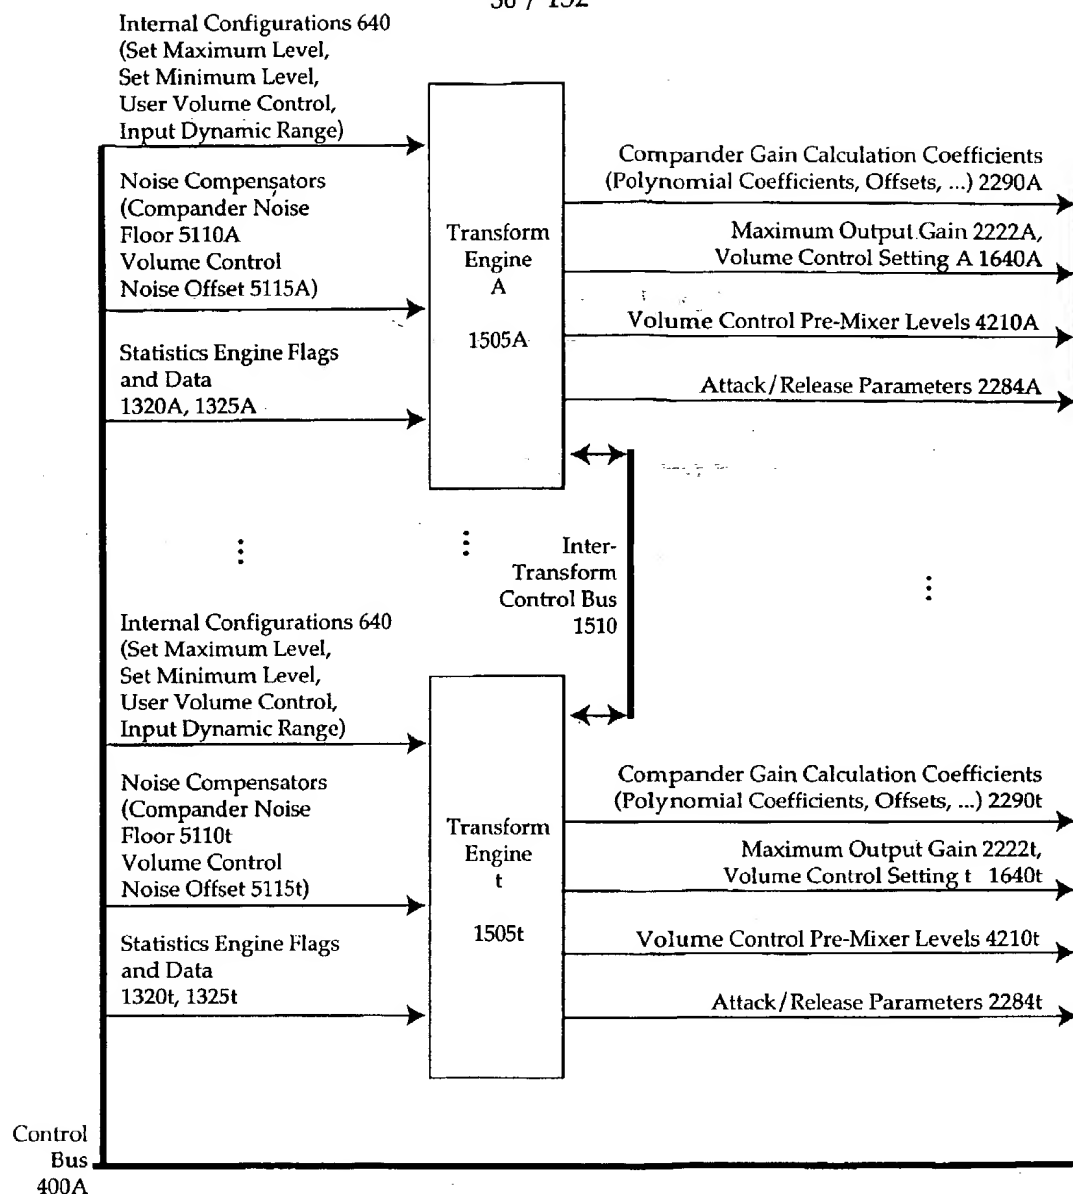 Internal Configurations 640
(Set Maximum Level,
Set Minimum Level,
User Volume Control,
Input Dynamic Range)
Noise Compensators
(Compander Noise
Floor 5110A
Volume Control
Noise Offset 5115A)
Statistics Engine Flags
and Data
1320A, 1325A
Transform
Engine
A
1505A
Compander Gain Calculation Coefficients
(Polynomial Coefficients, Offsets, ...) 2290A
Maximum Output Gain 2222A,
Volume Control Setting A 1640A
Volume Control Pre-Mixer Levels 4210A
Attack/Release Parameters 2284A
Inter-
Transform
Control Bus
1510
Internal Configurations 640
(Set Maximum Level,
Set Minimum Level,
User Volume Control,
Input Dynamic Range)
Noise Compensators
(Compander Noise
Floor 5110t
Volume Control
Noise Offset 5115t)
Statistics Engine Flags
and Data
1320t, 1325t
Transform
Engine
t
1505t
Compander Gain Calculation Coefficients
(Polynomial Coefficients, Offsets, ...) 2290t
Maximum Output Gain 2222t,
Volume Control Setting t 1640t
Volume Control Pre-Mixer Levels 4210t
Attack/Release Parameters 2284t
Control
Bus
400A